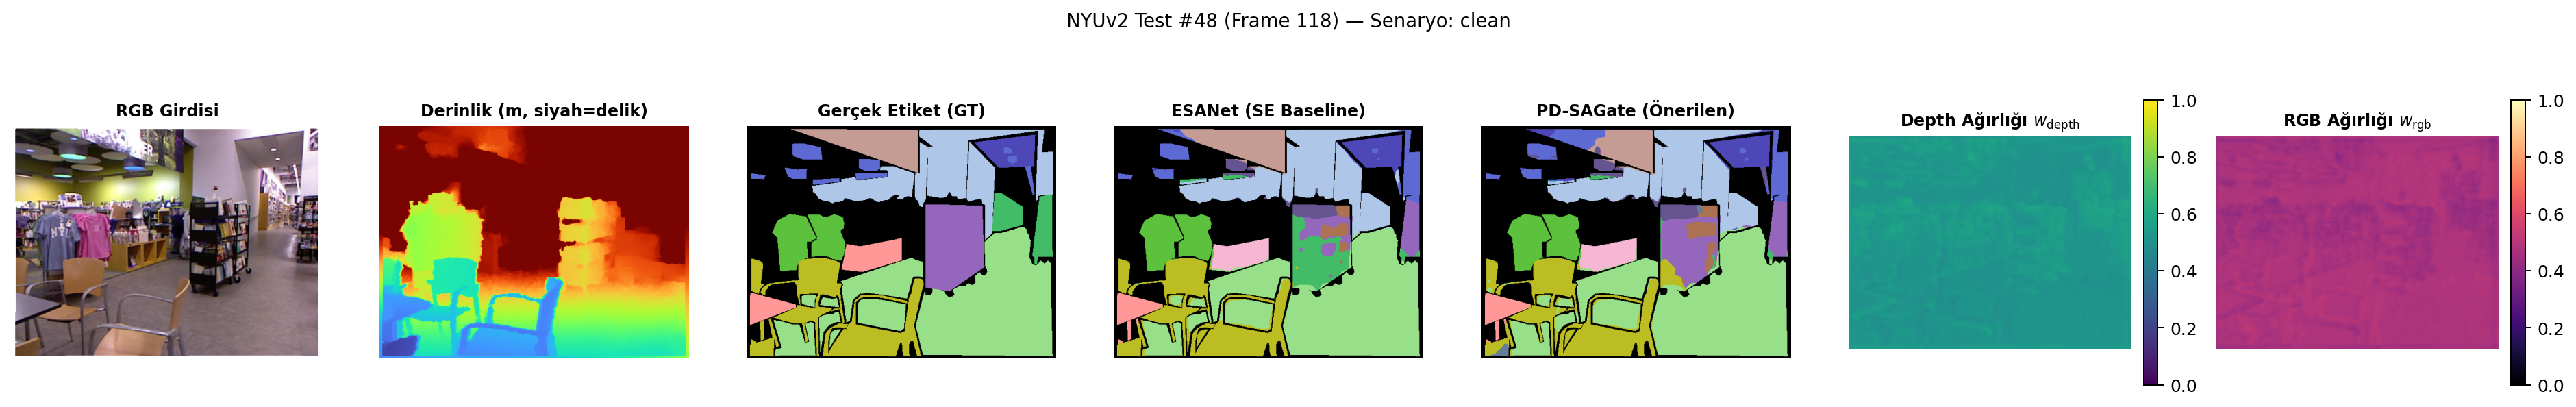 NYUv2 Test #48 (Frame 118) — Senaryo: clean
RGB Girdisi
Derinlik (m, siyah=delik)
Gerçek Etiket (GT)
ESANet (SE Baseline)
PD-SAGate (Önerilen)
Depth Ağırlığı w_depth
1.0
0.8
0.6
0.4
0.2
0.0
RGB Ağırlığı w_rgb
1.0
0.8
0.6
0.4
0.2
0.0